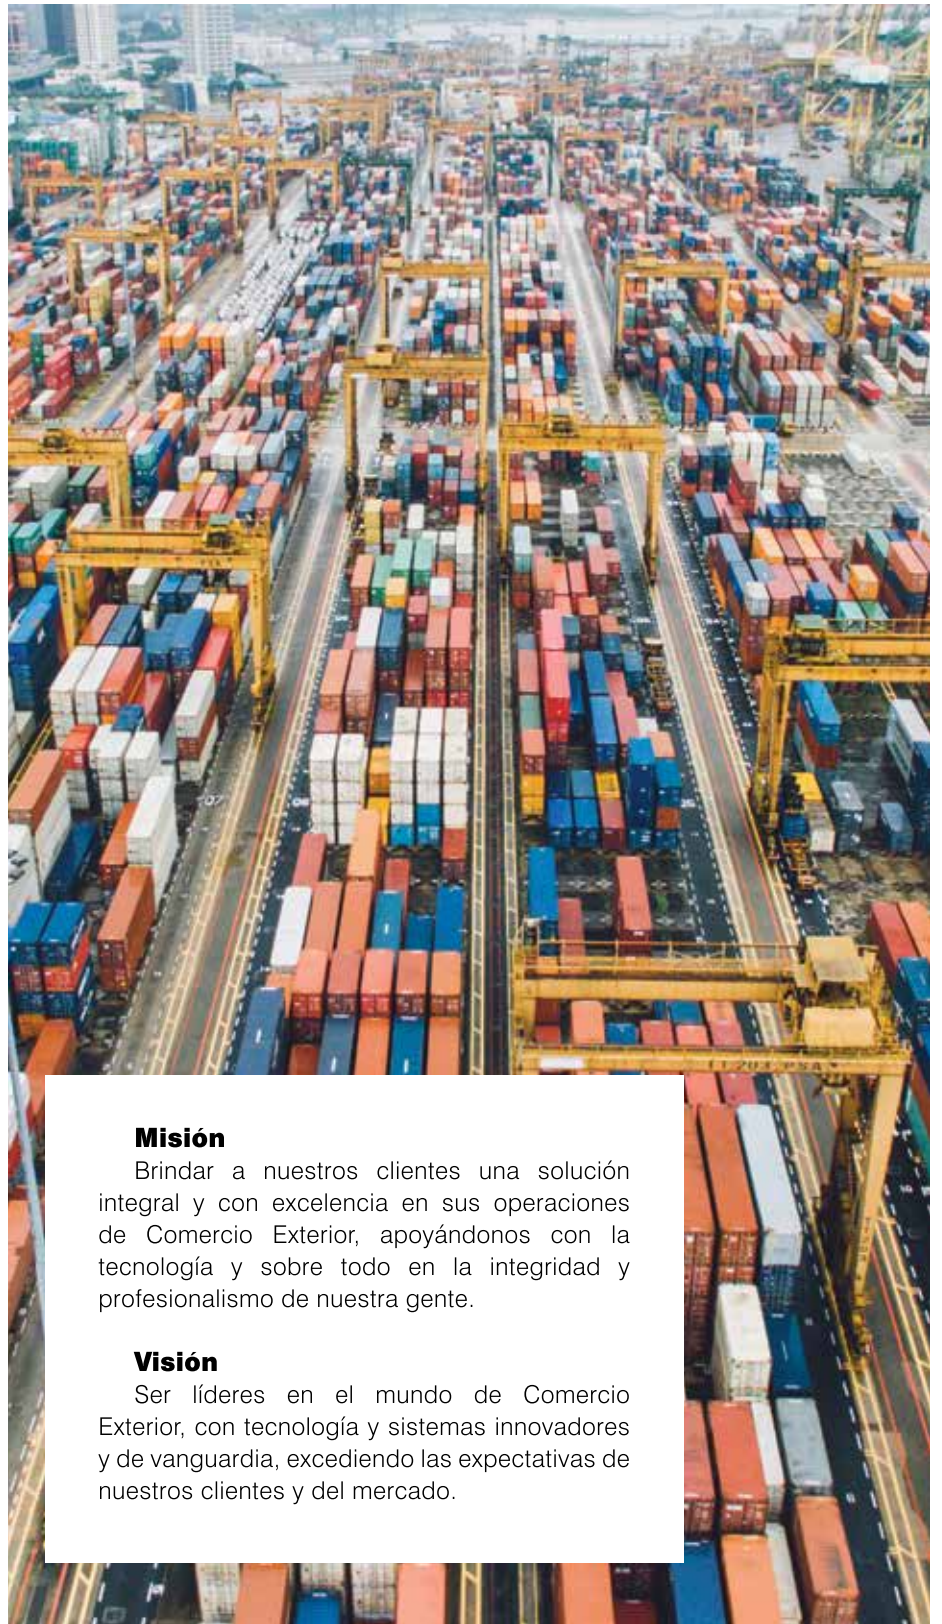 Misión
Brindar a nuestros clientes una solución
integral y con excelencia en sus operaciones
de Comercio Exterior, apoyándonos con la
tecnología y sobre todo en la integridad y
profesionalismo de nuestra gente.
Visión
Ser líderes en el mundo de Comercio
Exterior, con tecnología y sistemas innovadores
y de vanguardia, excediendo las expectativas de
nuestros clientes y del mercado.